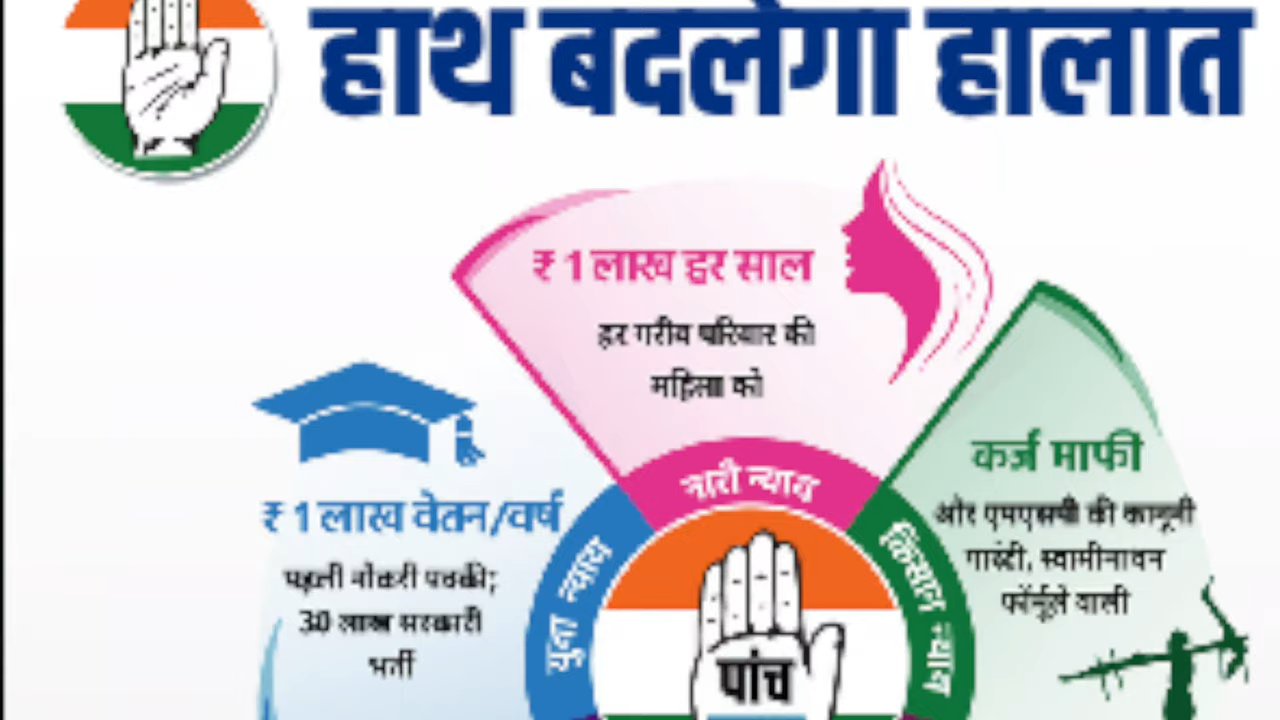 हाथ बदलेगा हालात
₹ 1 लाख हर साल
हर गरीब परिवार की
महिला को
नारी न्याय
₹ 1 लाख वेतन/वर्ष
पहली नौकरी पक्की;
30 लाख सरकारी
भर्ती
युवा न्याय
कर्ज माफी
और एमएसपी की कानूनी
गारंटी, स्वामीनाथन
फॉर्मूले वाली
किसान न्याय
पांच